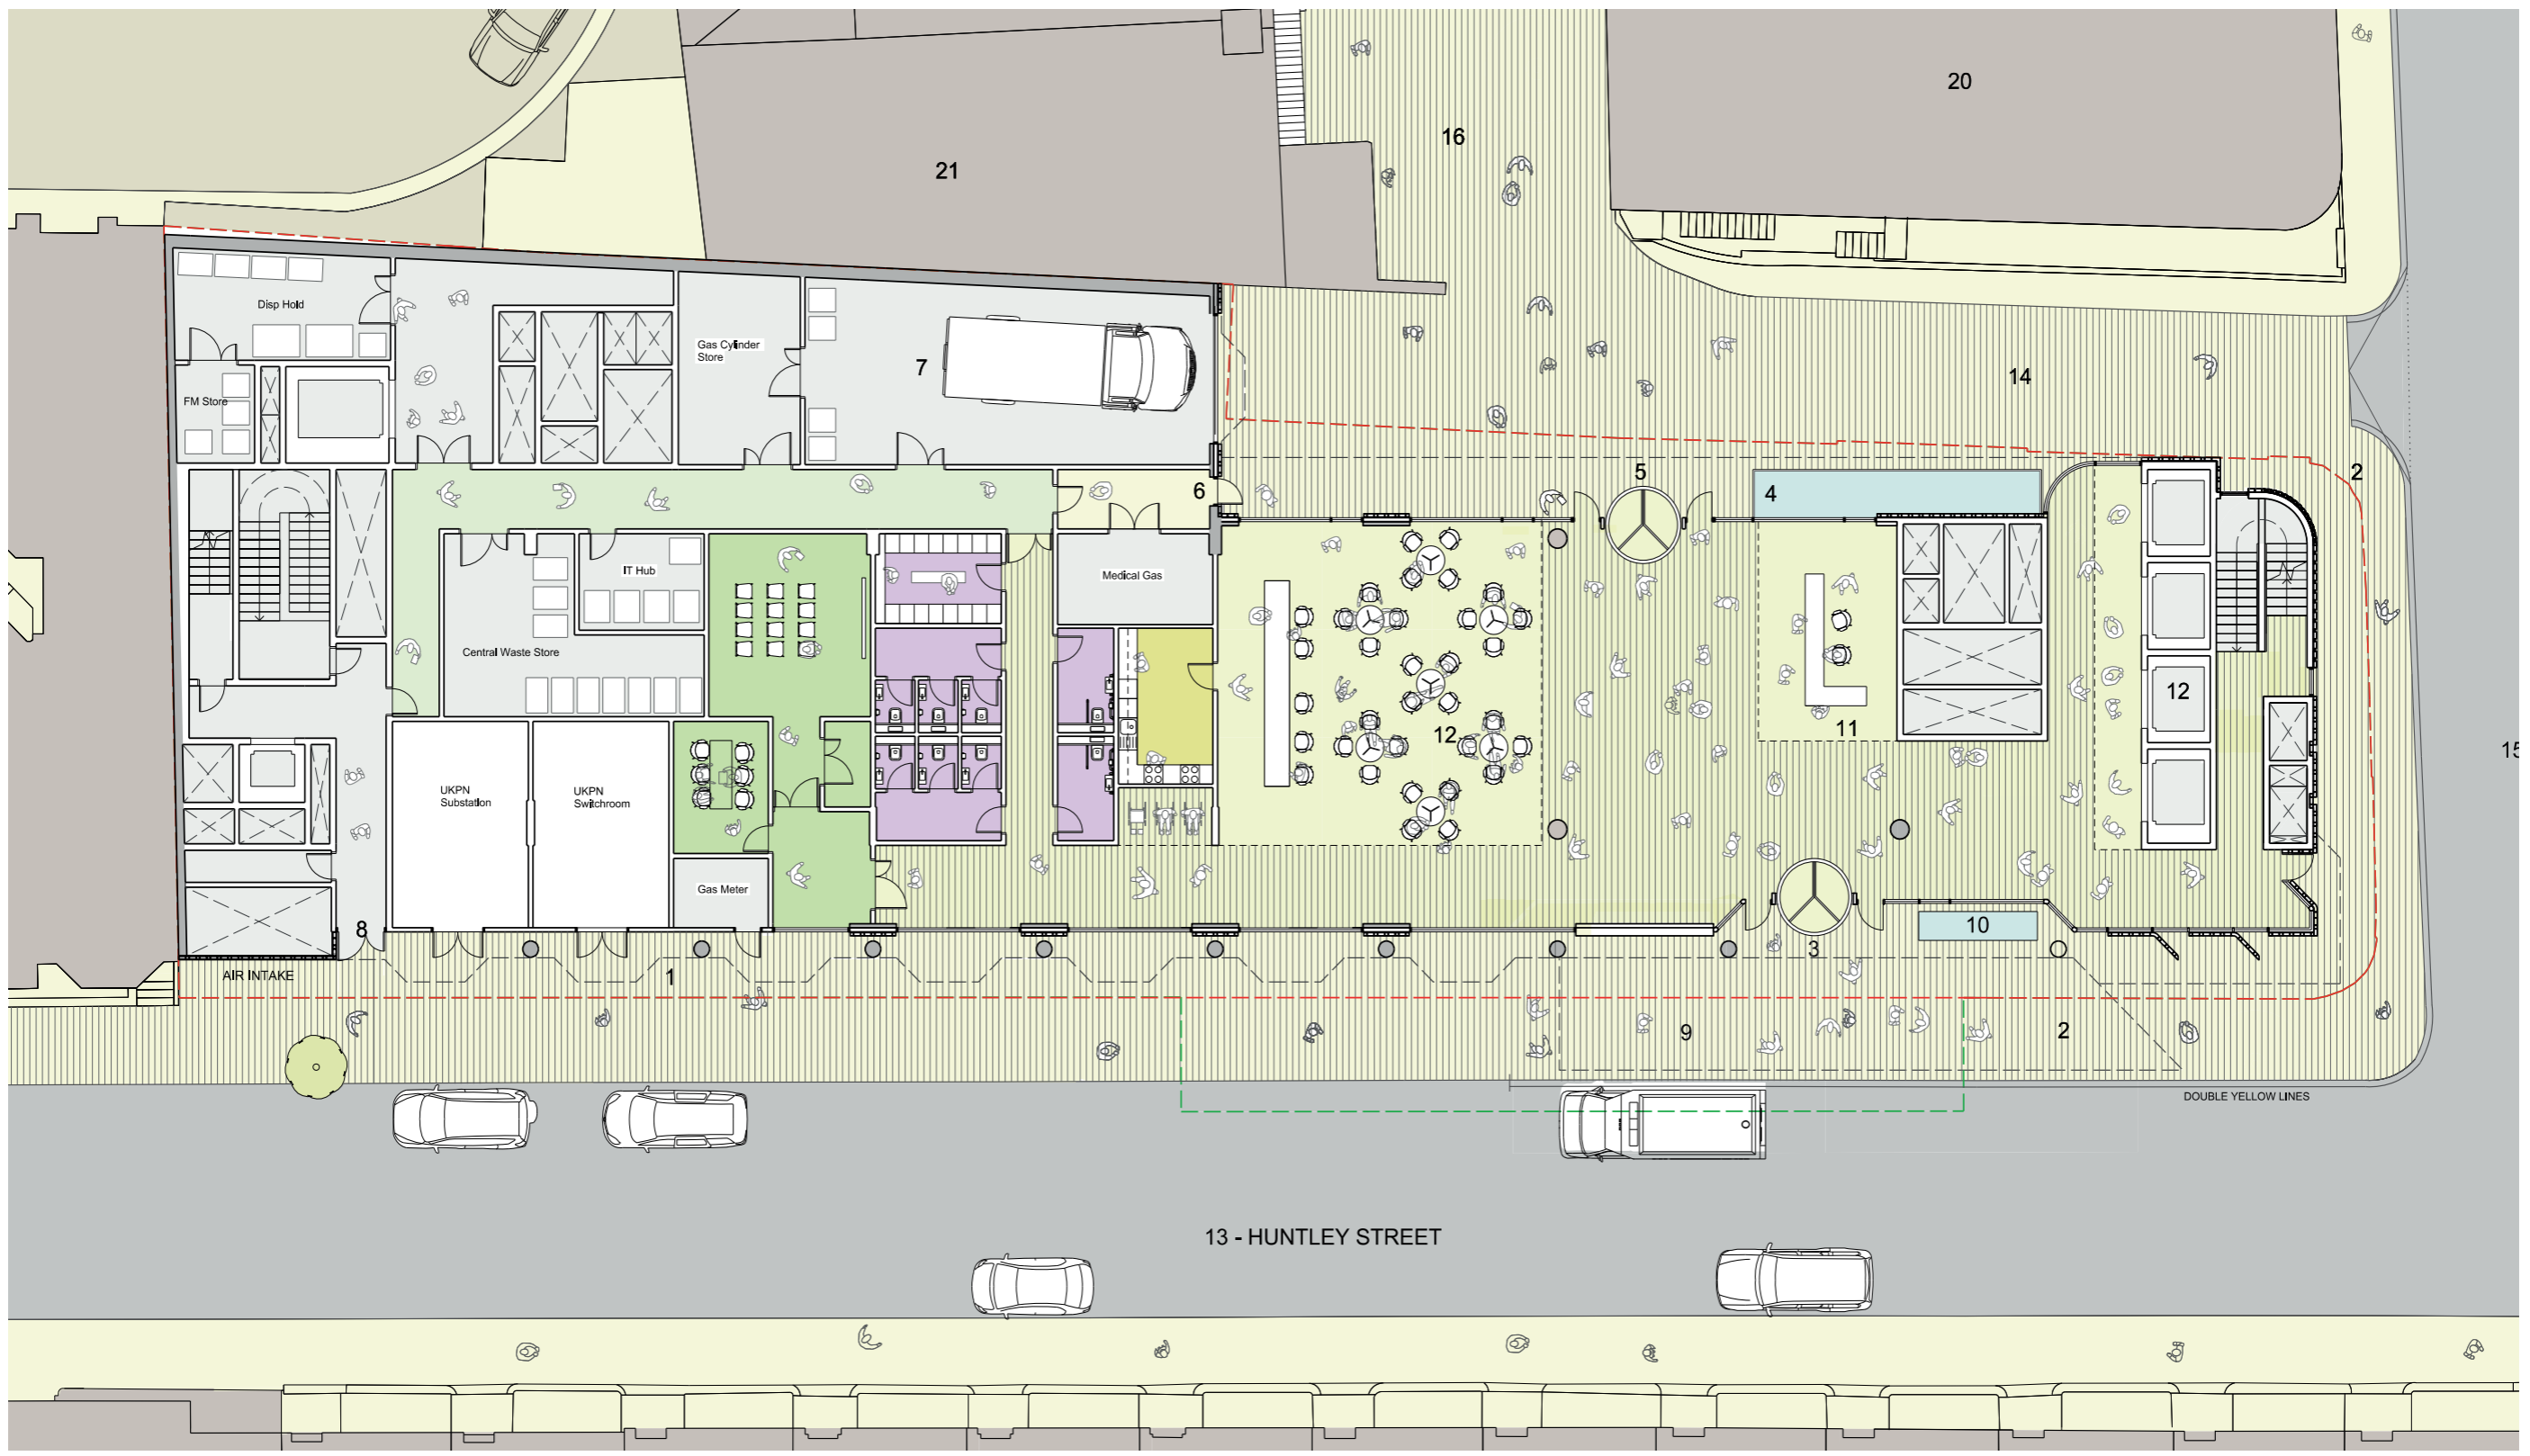 20
16
21
Disp Hold
Gas Cylinder
Store
7
14
FM Store
5
2
4
6
IT Hub
Medical Gas
Central Waste Store
12
12
11
15
UKPN
Substation
UKPN
Switchroom
Gas Meter
8
10
3
1
AIR INTAKE
9
2
DOUBLE YELLOW LINES
13 - HUNTLEY STREET